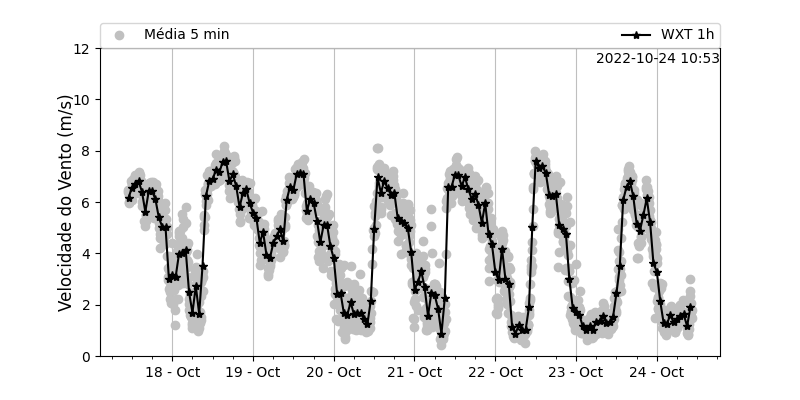 Média 5 min
WXT 1h
2022-10-24 10:53
Velocidade do Vento (m/s)
12
10
8
6
4
2
0
18 - Oct
19 - Oct
20 - Oct
21 - Oct
22 - Oct
23 - Oct
24 - Oct